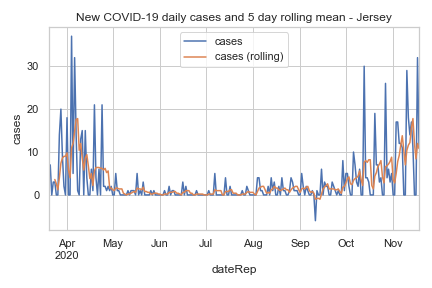 New COVID-19 daily cases and 5 day rolling mean - Jersey
cases
cases (rolling)
cases
30
20
10
0
Apr May Jun Jul Aug Sep Oct Nov
2020
dateRep